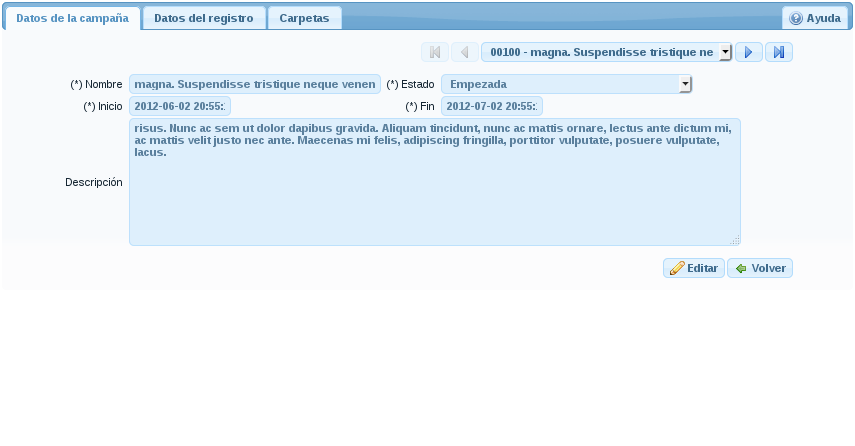 Datos de la campaña Datos del registro Carpetas Ayuda
00100 - magna. Suspendisse tristique ne
(*) Nombre magna. Suspendisse tristique neque venen (*) Estado Empezada
(*) Inicio 2012-06-02 20:55:: (*) Fin 2012-07-02 20:55::
risus. Nunc ac sem ut dolor dapibus gravida. Aliquam tincidunt, nunc ac mattis ornare, lectus ante dictum mi,
ac mattis velit justo nec ante. Maecenas mi felis, adipiscing fringilla, porttitor vulputate, posuere vulputate,
lacus.
Descripción
Editar Volver